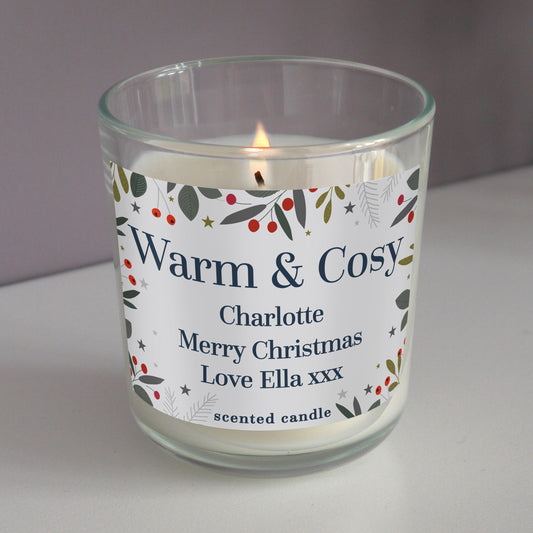 Warm & Cosy
Charlotte
Merry Christmas
Love Ella xxx
scented candle